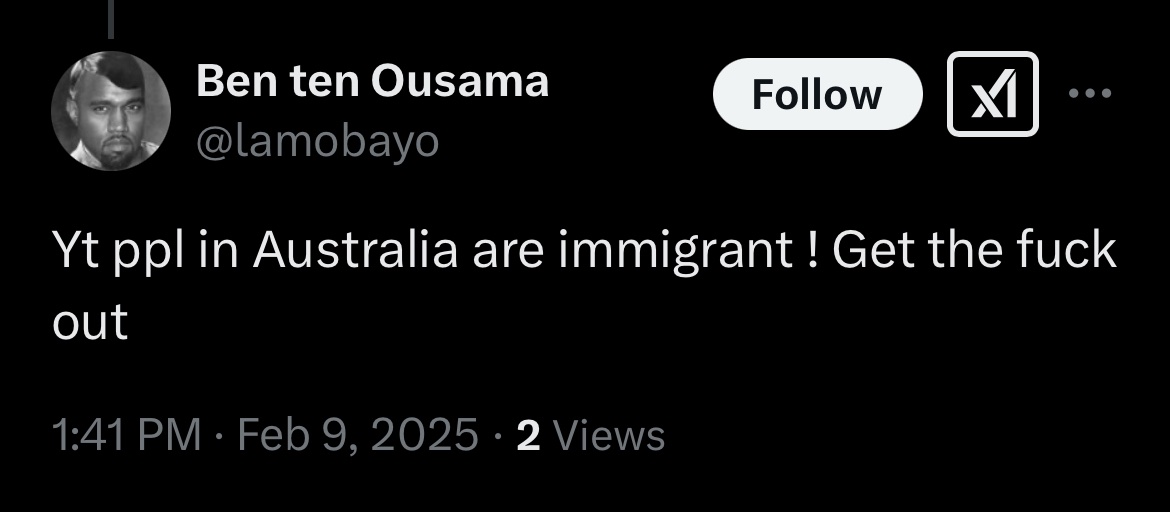 Ben ten Ousama
Follow
@lamobayo
Yt ppl in Australia are immigrant ! Get the fuck
out
1:41 PM · Feb 9, 2025 · 2 Views